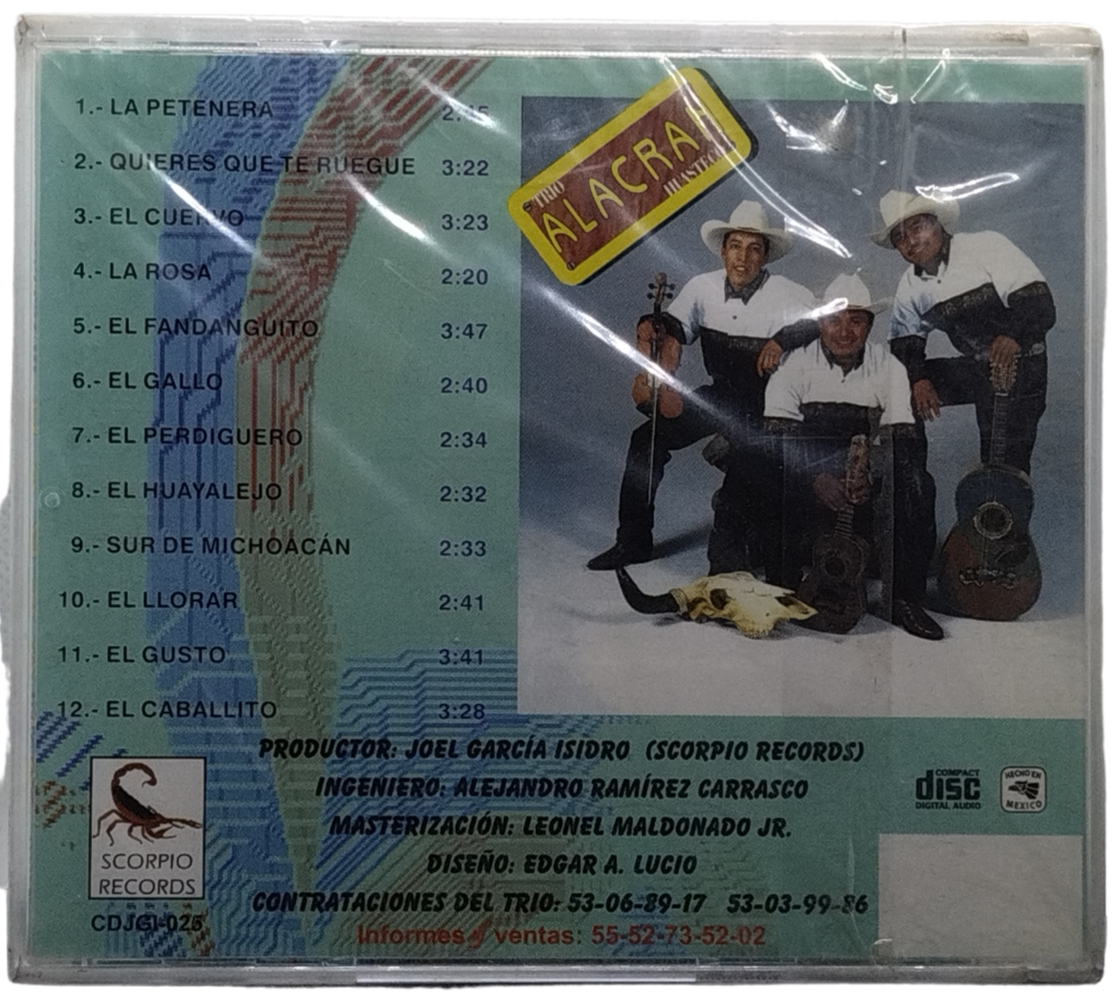 1.- LA PETENERA 2:45
2.- QUIERES QUE TE RUEGUE 3:22
3.- EL CUERVO 3:23
4.- LA ROSA 2:20
5.- EL FANDANGUITO 3:47
6.- EL GALLO 2:40
7.- EL PERDIGUERO 2:34
8.- EL HUAYALEJO 2:32
9.- SUR DE MICHOACÁN 2:33
10.- EL LLORAR 2:41
11.- EL GUSTO 3:41
12.- EL CABALLITO 3:28
TRIO
ALACRAN
HUASTECO
PRODUCTOR: JOEL GARCÍA ISIDRO (SCORPIO RECORDS)
INGENIERO: ALEJANDRO RAMÍREZ CARRASCO
MASTERIZACIÓN: LEONEL MALDONADO JR.
DISEÑO: EDGAR A. LUCIO
CONTRATACIONES DEL TRIO: 53-06-89-17 53-03-99-86
Informes y ventas: 55-52-73-52-02
SCORPIO
RECORDS
CDJGI-025
COMPACT
disc
DIGITAL AUDIO
HECHO EN
MEXICO